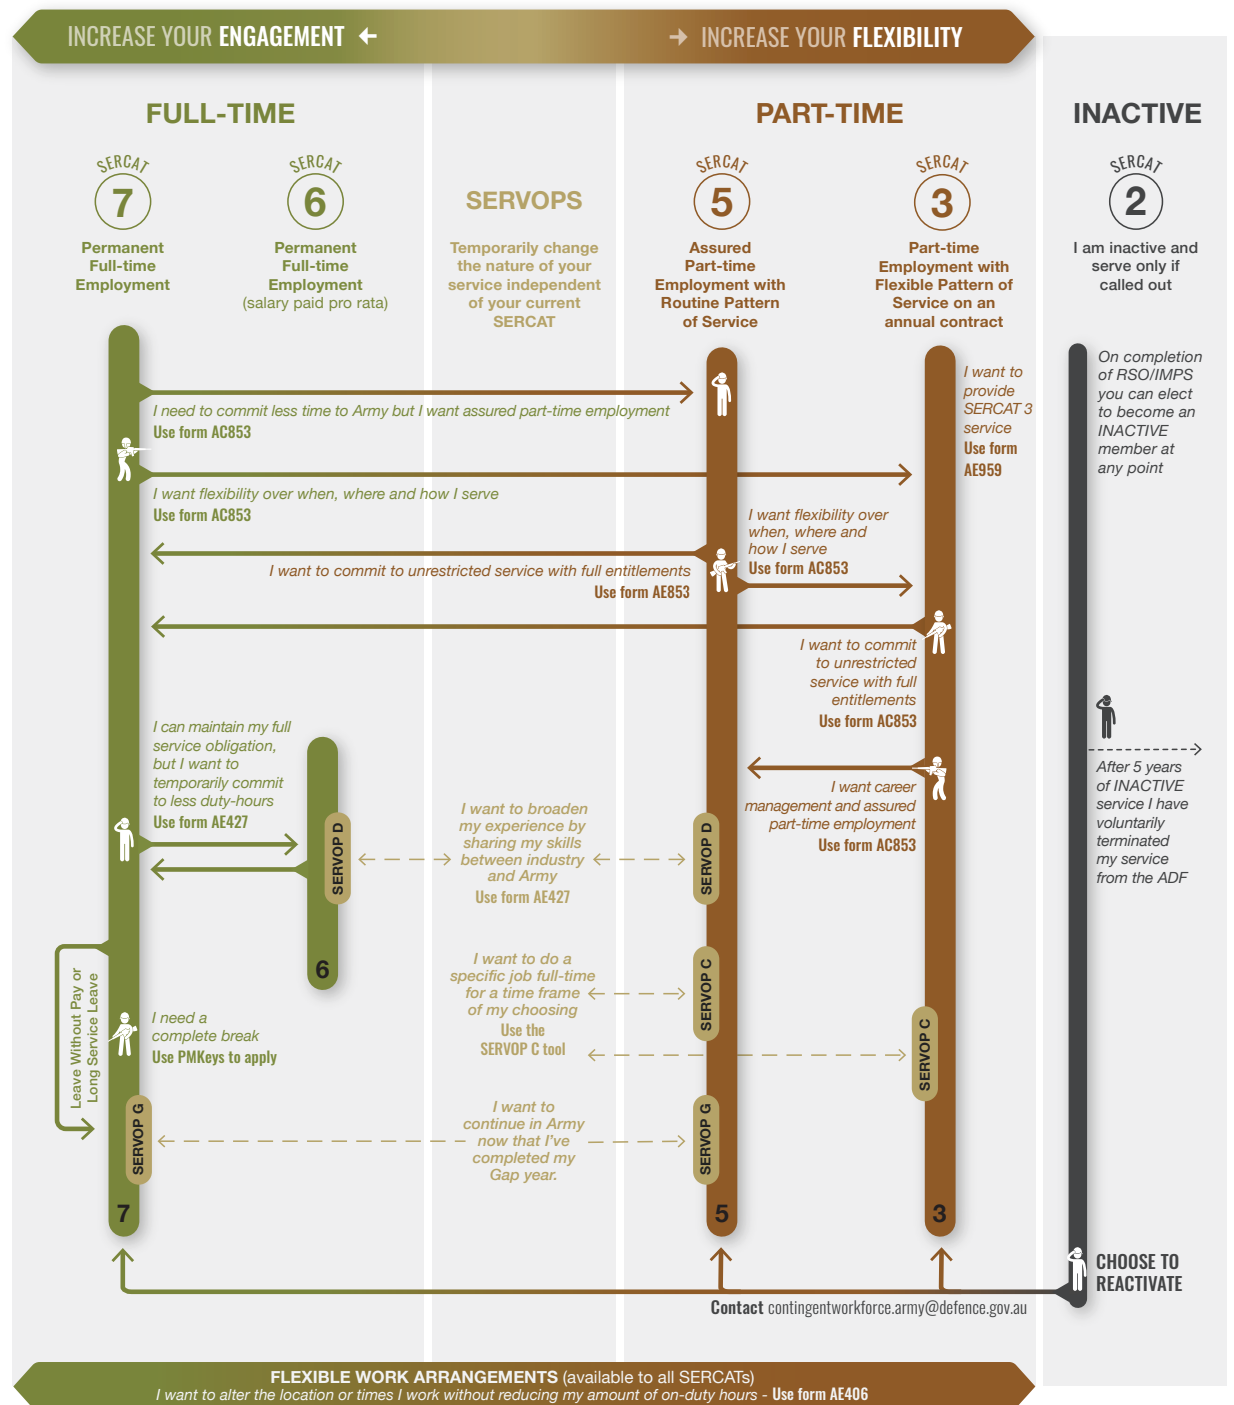 INCREASE YOUR ENGAGEMENT ←
→ INCREASE YOUR FLEXIBILITY
FULL-TIME
PART-TIME
INACTIVE
SERCAT
7
Permanent
Full-time
Employment
SERCAT
6
Permanent
Full-time
Employment
(salary paid pro rata)
SERVOPS
Temporarily change
the nature of your
service independent
of your current
SERCAT
SERCAT
5
Assured
Part-time
Employment with
Routine Pattern
of Service
SERCAT
3
Part-time
Employment with
Flexible Pattern of
Service on an
annual contract
SERCAT
2
I am inactive and
serve only if
called out
I need to commit less time to Army but I want assured part-time employment
Use form AC853
I want to
provide
SERCAT 3
service
Use form
AE959
On completion
of RSO/IMPS
you can elect
to become an
INACTIVE
member at
any point
I want flexibility over when, where and how I serve
Use form AC853
I want flexibility over
when, where and
how I serve
Use form AC853
I want to commit to unrestricted service with full entitlements
Use form AE853
I want to commit
to unrestricted
service with full
entitlements
Use form AC853
I can maintain my full
service obligation,
but I want to
temporarily commit
to less duty-hours
Use form AE427
I want career
management and assured
part-time employment
Use form AC853
After 5 years
of INACTIVE
service I have
voluntarily
terminated
my service
from the ADF
SERVOP D
I want to broaden
my experience by
sharing my skills
between industry
and Army
Use form AE427
SERVOP D
6
Leave Without Pay or
Long Service Leave
I need a
complete break
Use PMKeys to apply
I want to do a
specific job full-time
for a time frame
of my choosing
Use the
SERVOP C tool
SERVOP C
SERVOP C
SERVOP G
I want to
continue in Army
now that I've
completed my
Gap year.
SERVOP G
7
5
3
CHOOSE TO
REACTIVATE
Contact contingentworkforce.army@defence.gov.au
FLEXIBLE WORK ARRANGEMENTS (available to all SERCATs)
I want to alter the location or times I work without reducing my amount of on-duty hours - Use form AE406